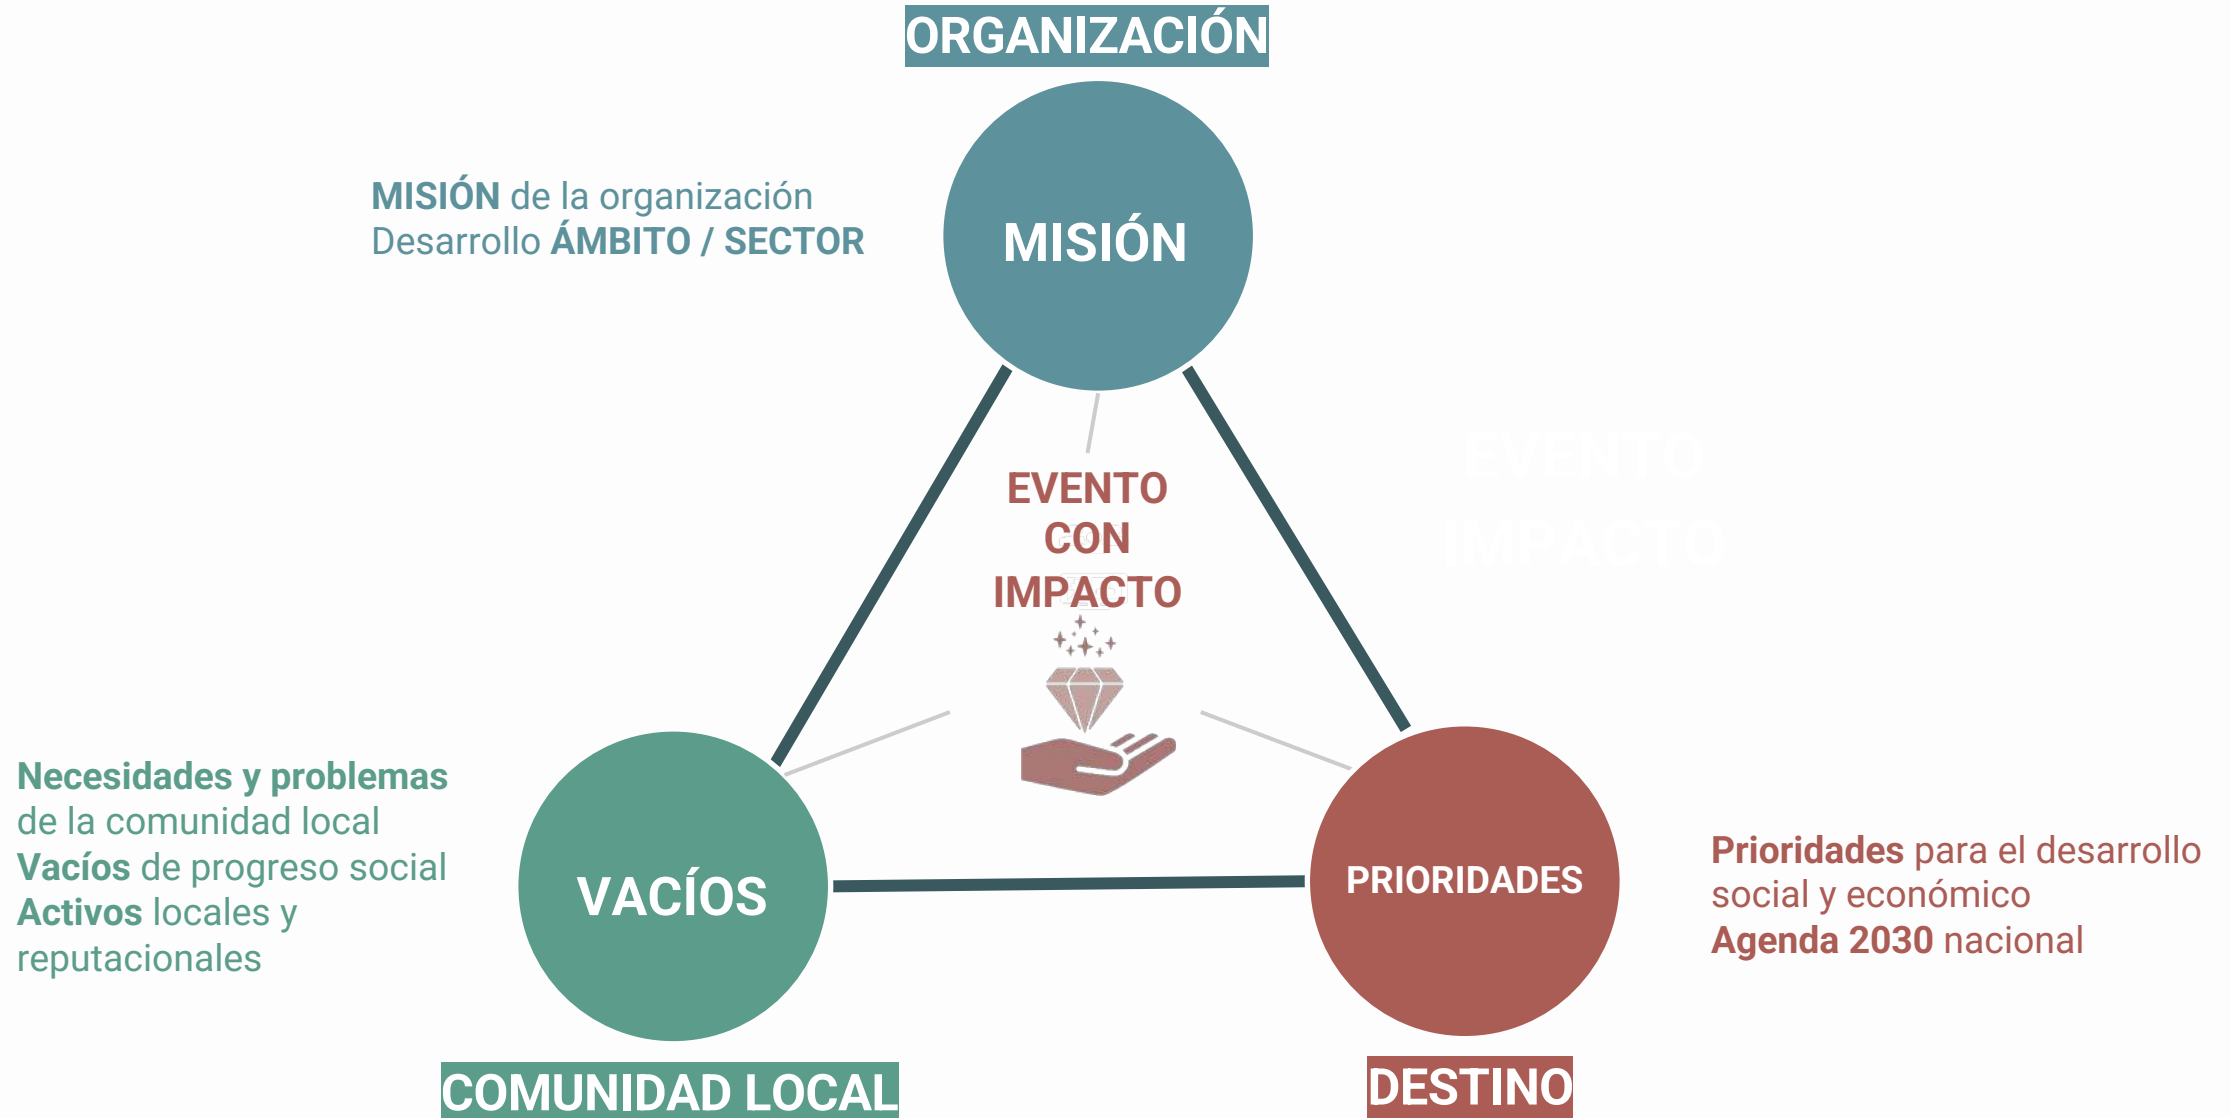 ORGANIZACIÓN
MISIÓN
MISIÓN de la organización
Desarrollo ÁMBITO / SECTOR
EVENTO
CON
IMPACTO
EVENTO
IMPACTO
Necesidades y problemas
de la comunidad local
Vacíos de progreso social
Activos locales y
reputacionales
VACÍOS
PRIORIDADES
Prioridades para el desarrollo
social y económico
Agenda 2030 nacional
COMUNIDAD LOCAL
DESTINO